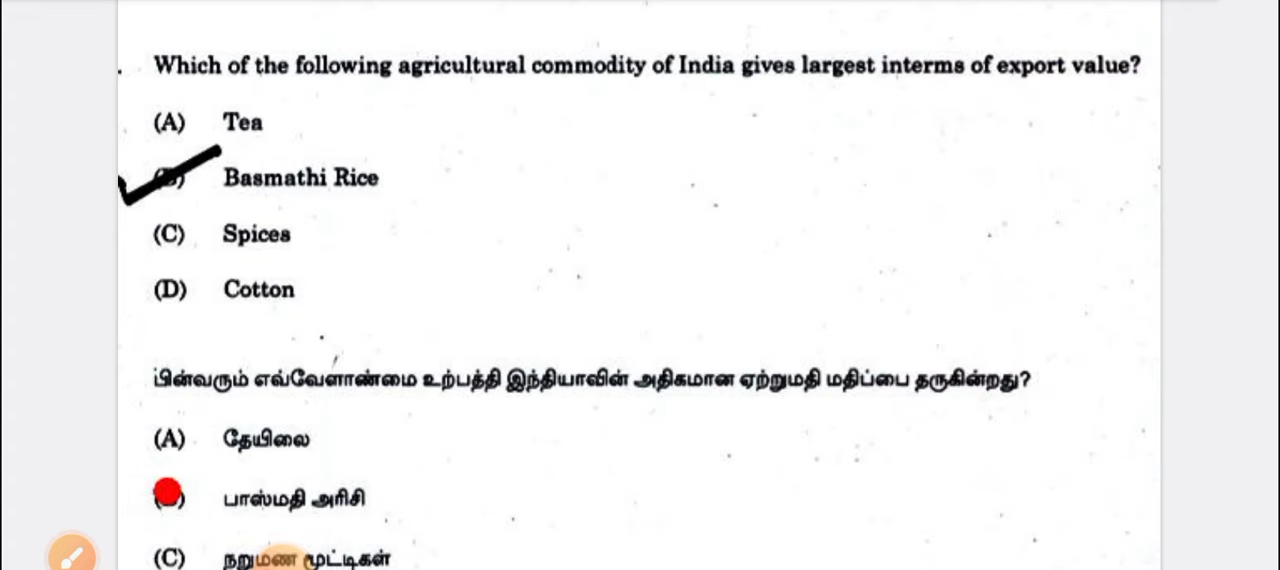 . Which of the following agricultural commodity of India gives largest interms of export value?
(A) Tea
(B) Basmathi Rice
(C) Spices
(D) Cotton
பின்வரும் எவ்வேளாண்மை உற்பத்தி இந்தியாவின் அதிகமான ஏற்றுமதி மதிப்பை தருகின்றது?
(A) தேயிலை
பாஸ்மதி அரிசி
(C) நறுமண மூட்டிகள்